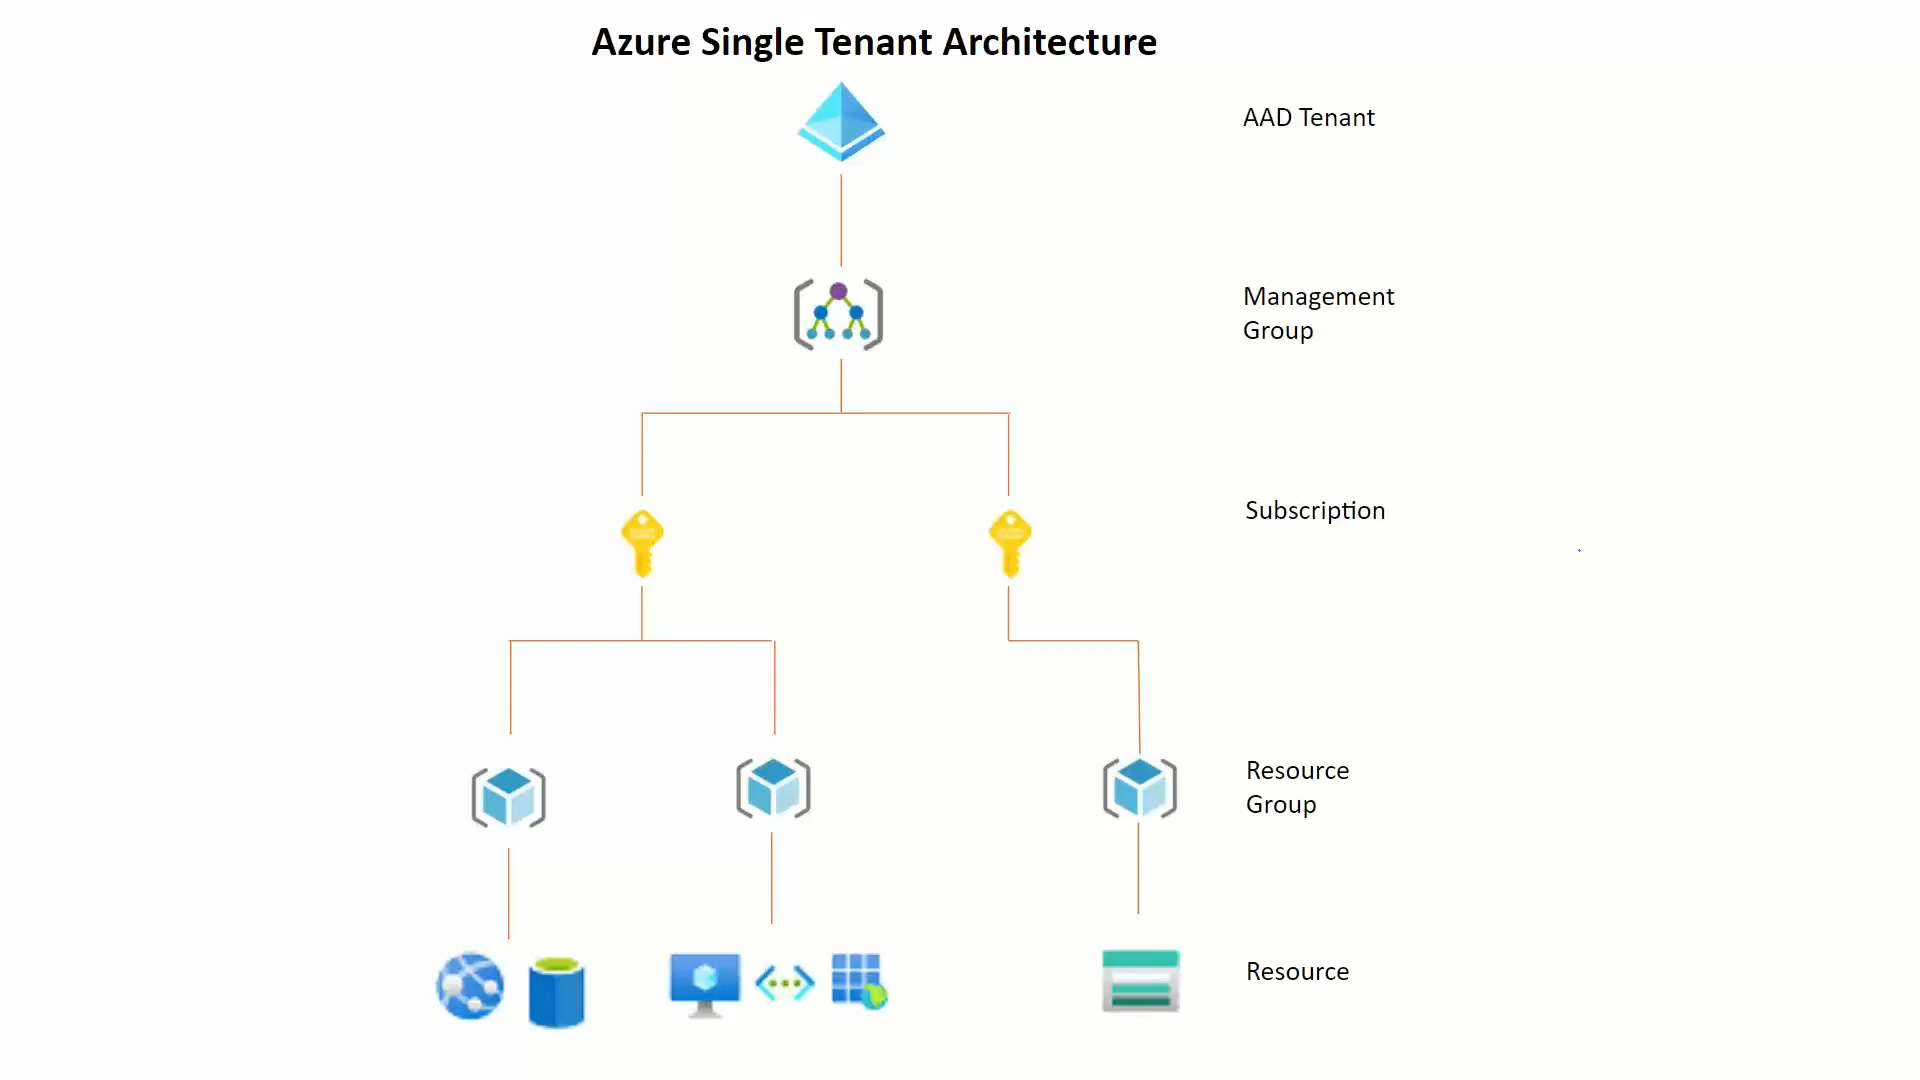 Azure Single Tenant Architecture
AAD Tenant
Management
Group
Subscription
Resource
Group
Resource